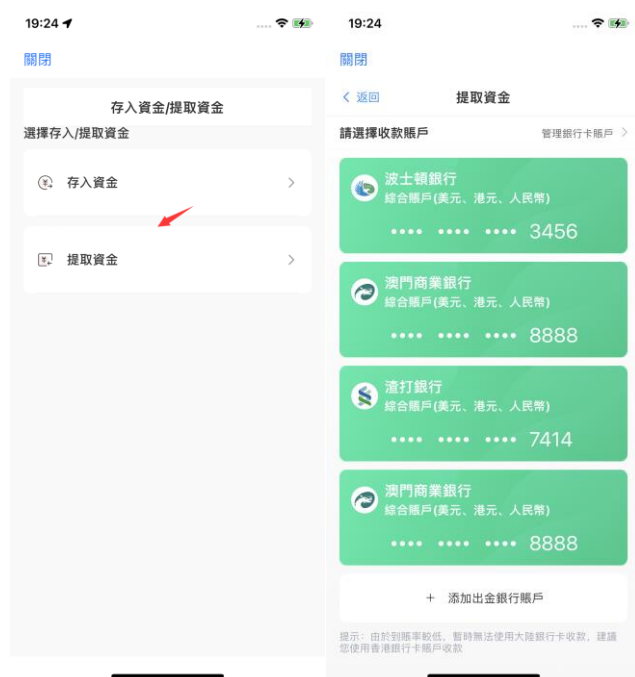 19:24
關閉
存入資金/提取資金
選擇存入/提取資金
存入資金
提取資金
19:24
關閉
返回
提取資金
請選擇收款賬戶
管理銀行卡賬戶
波士頓銀行
綜合賬戶(美元、港元、人民幣)
•••• •••• •••• 3456
澳門商業銀行
綜合賬戶(美元、港元、人民幣)
•••• •••• •••• 8888
渣打銀行
綜合賬戶(美元、港元、人民幣)
•••• •••• •••• 7414
澳門商業銀行
綜合賬戶(美元、港元、人民幣)
•••• •••• •••• 8888
+ 添加出金銀行賬戶
提示：由於到賬率較低，暫時無法使用大陸銀行卡收款，建議
您使用香港銀行卡賬戶收款